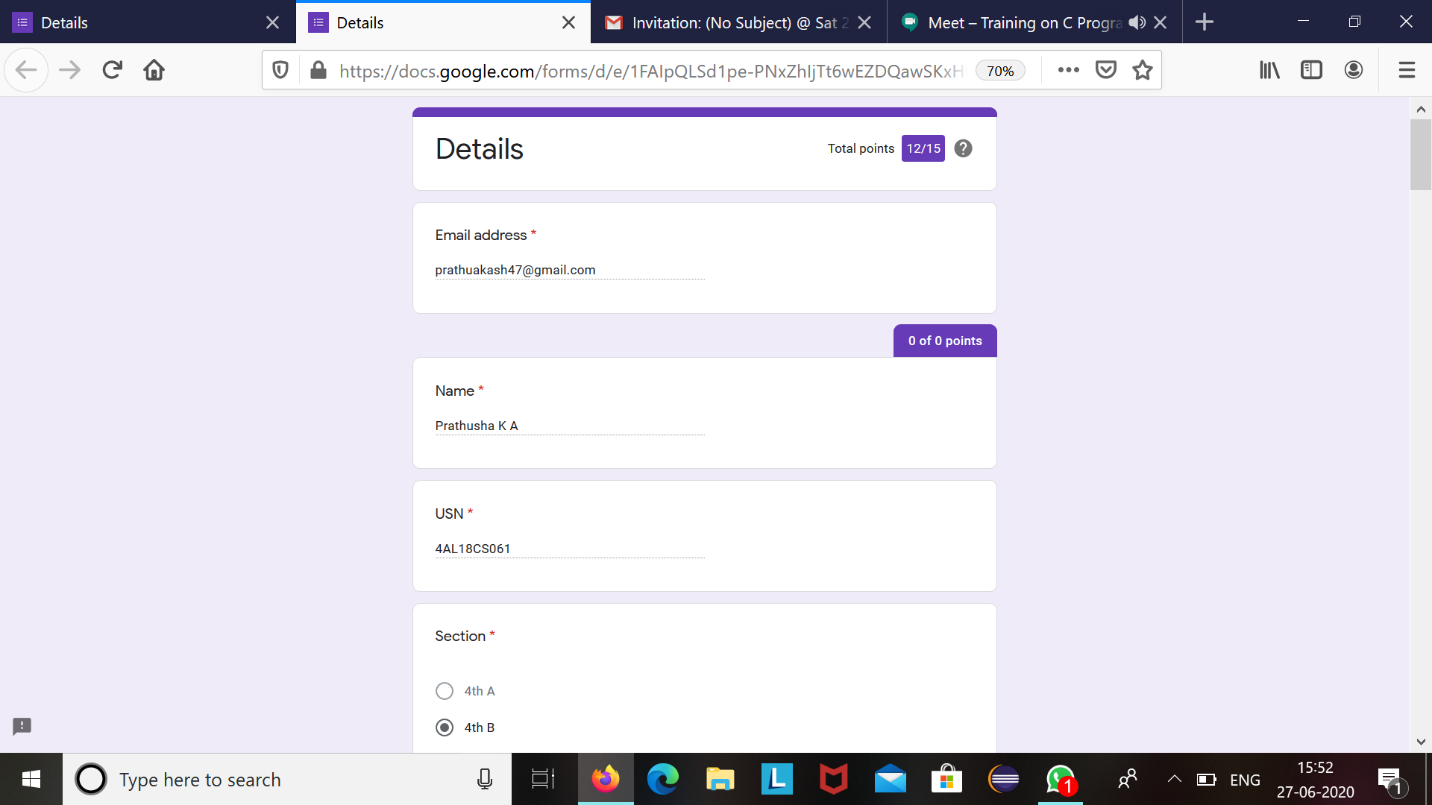 Details
Details
Invitation: (No Subject) @ Sat 2
Meet – Training on C Progra
https://docs.google.com/forms/d/e/1FAIpQLSd1pe-PNxZhIjTt6wEZDQawSKxH
70%
Details
Total points 12/15
Email address *
prathuakash47@gmail.com
0 of 0 points
Name *
Prathusha K A
USN *
4AL18CS061
Section *
4th A
4th B
Type here to search
L
1
ENG
15:52
27-06-2020
1